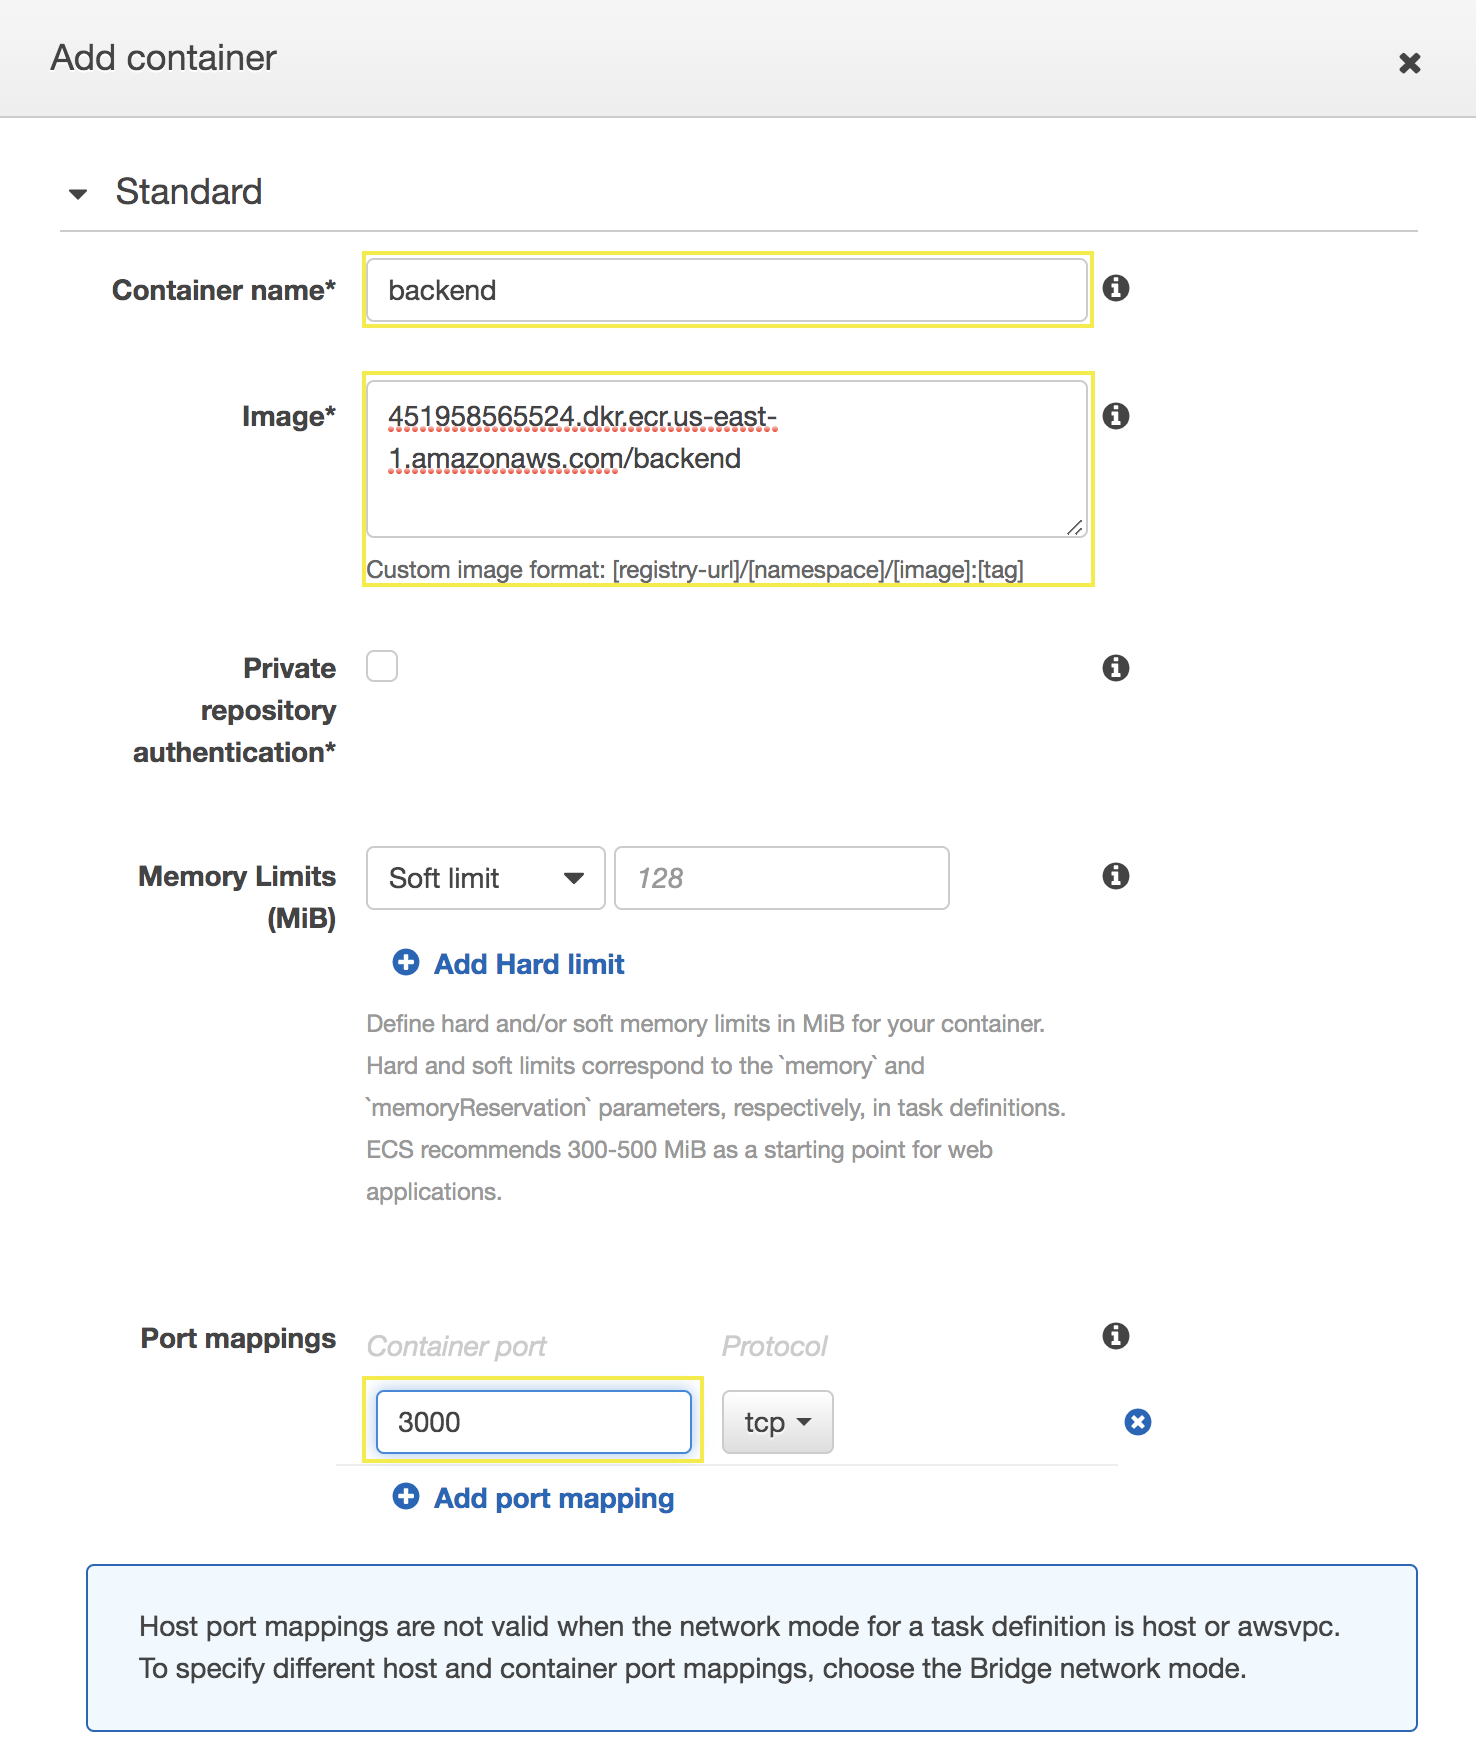 Add container
Standard
Container name*
backend
Image*
451958565524.dkr.ecr.us-east-
1.amazonaws.com/backend
Custom image format: [registry-url]/[namespace]/[image]:[tag]
Private
repository
authentication*
Memory Limits
(MiB)
Soft limit
128
Add Hard limit
Define hard and/or soft memory limits in MiB for your container.
Hard and soft limits correspond to the `memory` and
`memoryReservation` parameters, respectively, in task definitions.
ECS recommends 300-500 MiB as a starting point for web
applications.
Port mappings
Container port
Protocol
3000
tcp
Add port mapping
Host port mappings are not valid when the network mode for a task definition is host or awsvpc.
To specify different host and container port mappings, choose the Bridge network mode.